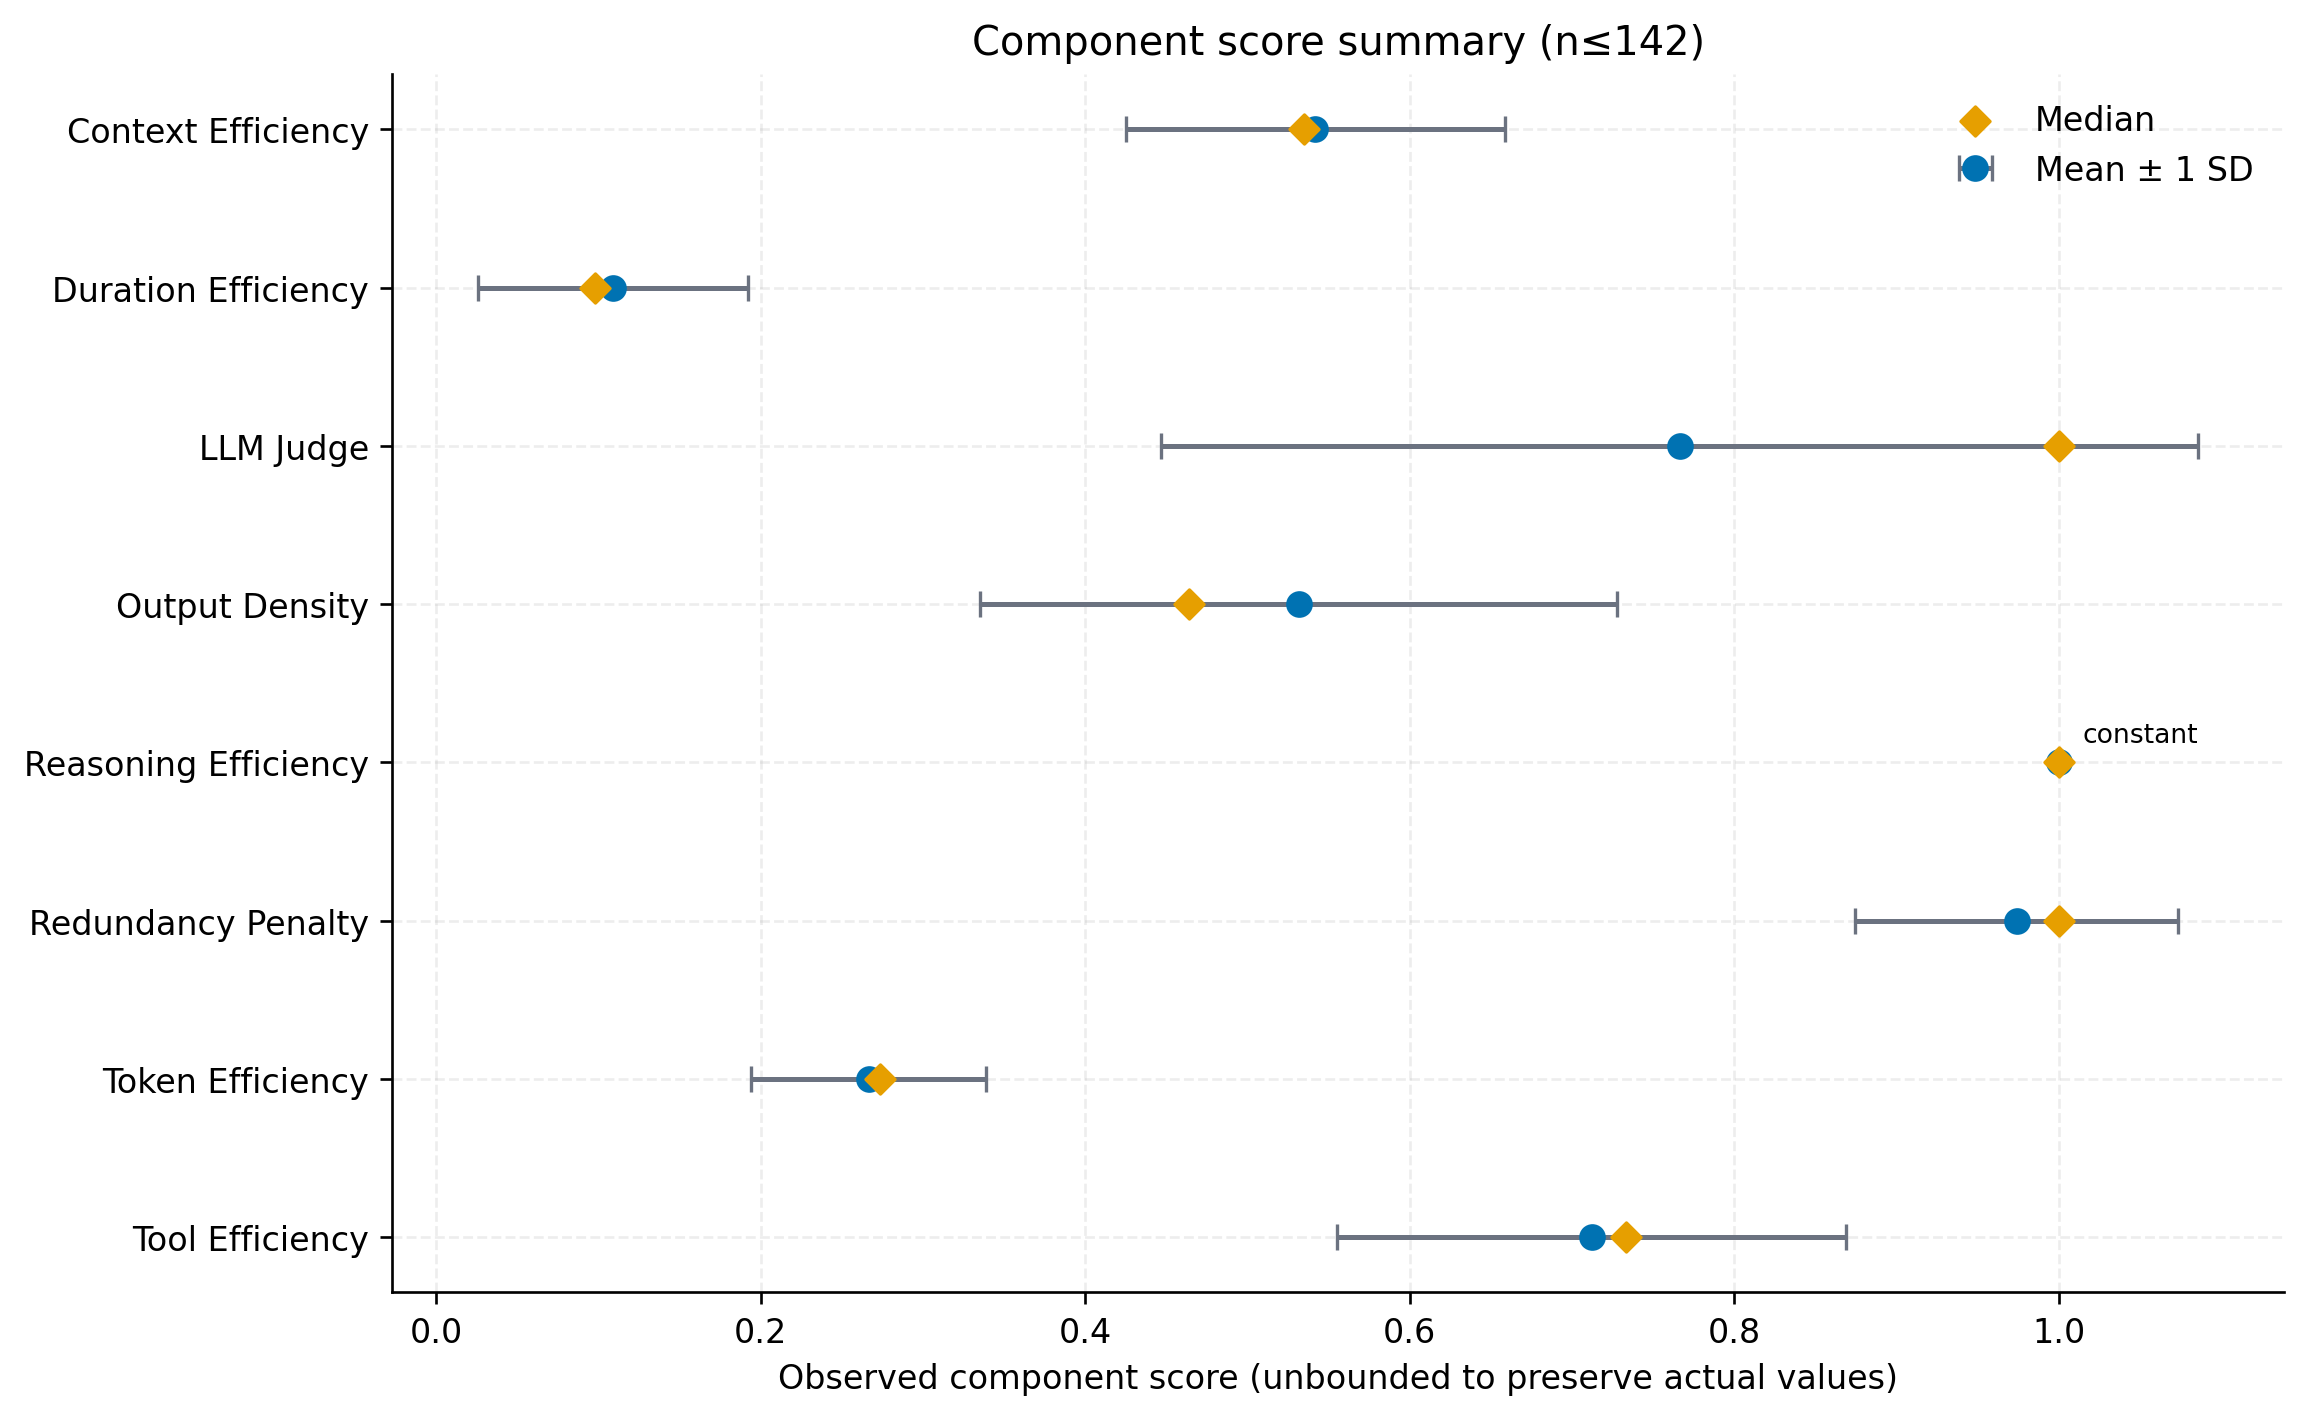 Component score summary (n≤142)
Median
Mean ± 1 SD
Context Efficiency
Duration Efficiency
LLM Judge
Output Density
Reasoning Efficiency
constant
Redundancy Penalty
Token Efficiency
Tool Efficiency
0.0 0.2 0.4 0.6 0.8 1.0
Observed component score (unbounded to preserve actual values)